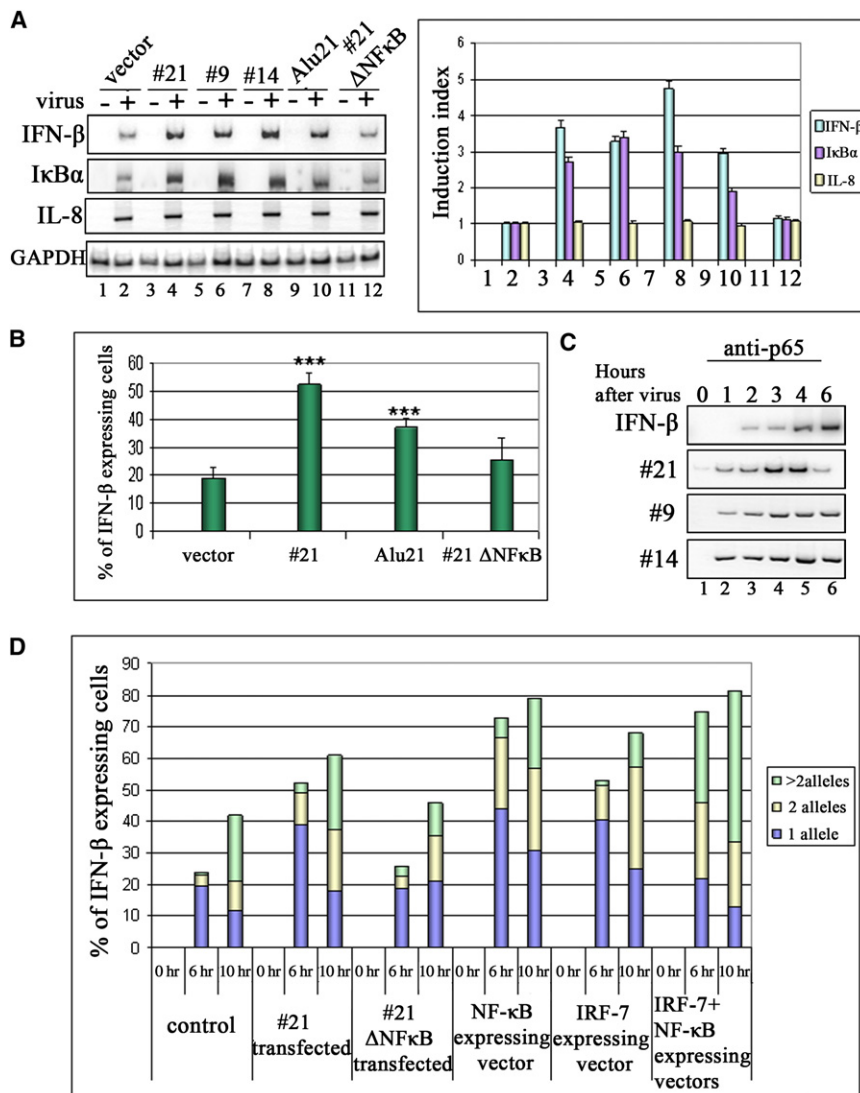 A
vector #21 #9 #14 Alu21 #21 ΔNFκB
virus - + - + - + - + - + - +
IFN-β
IκBα
IL-8
GAPDH
1 2 3 4 5 6 7 8 9 10 11 12
Induction index
6
5
4
3
2
1
0
1 2 3 4 5 6 7 8 9 10 11 12
IFN-β
IκBα
IL-8
B
% of IFN-β expressing cells
60
50
40
30
20
10
0
*** ***
vector #21 Alu21 #21 ΔNFκB
C
anti-p65
Hours
after virus 0 1 2 3 4 6
IFN-β
#21
#9
#14
1 2 3 4 5 6
D
% of IFN-β expressing cells
90
80
70
60
50
40
30
20
10
0
>2alleles
2 alleles
1 allele
0 hr 6 hr 10 hr 0 hr 6 hr 10 hr 0 hr 6 hr 10 hr 0 hr 6 hr 10 hr 0 hr 6 hr 10 hr 0 hr 6 hr 10 hr
control
#21
transfected
#21
ΔNFκB
transfected
NF-κB
expressing
vector
IRF-7
expressing
vector
IRF-7+
NF-κB
expressing
vectors